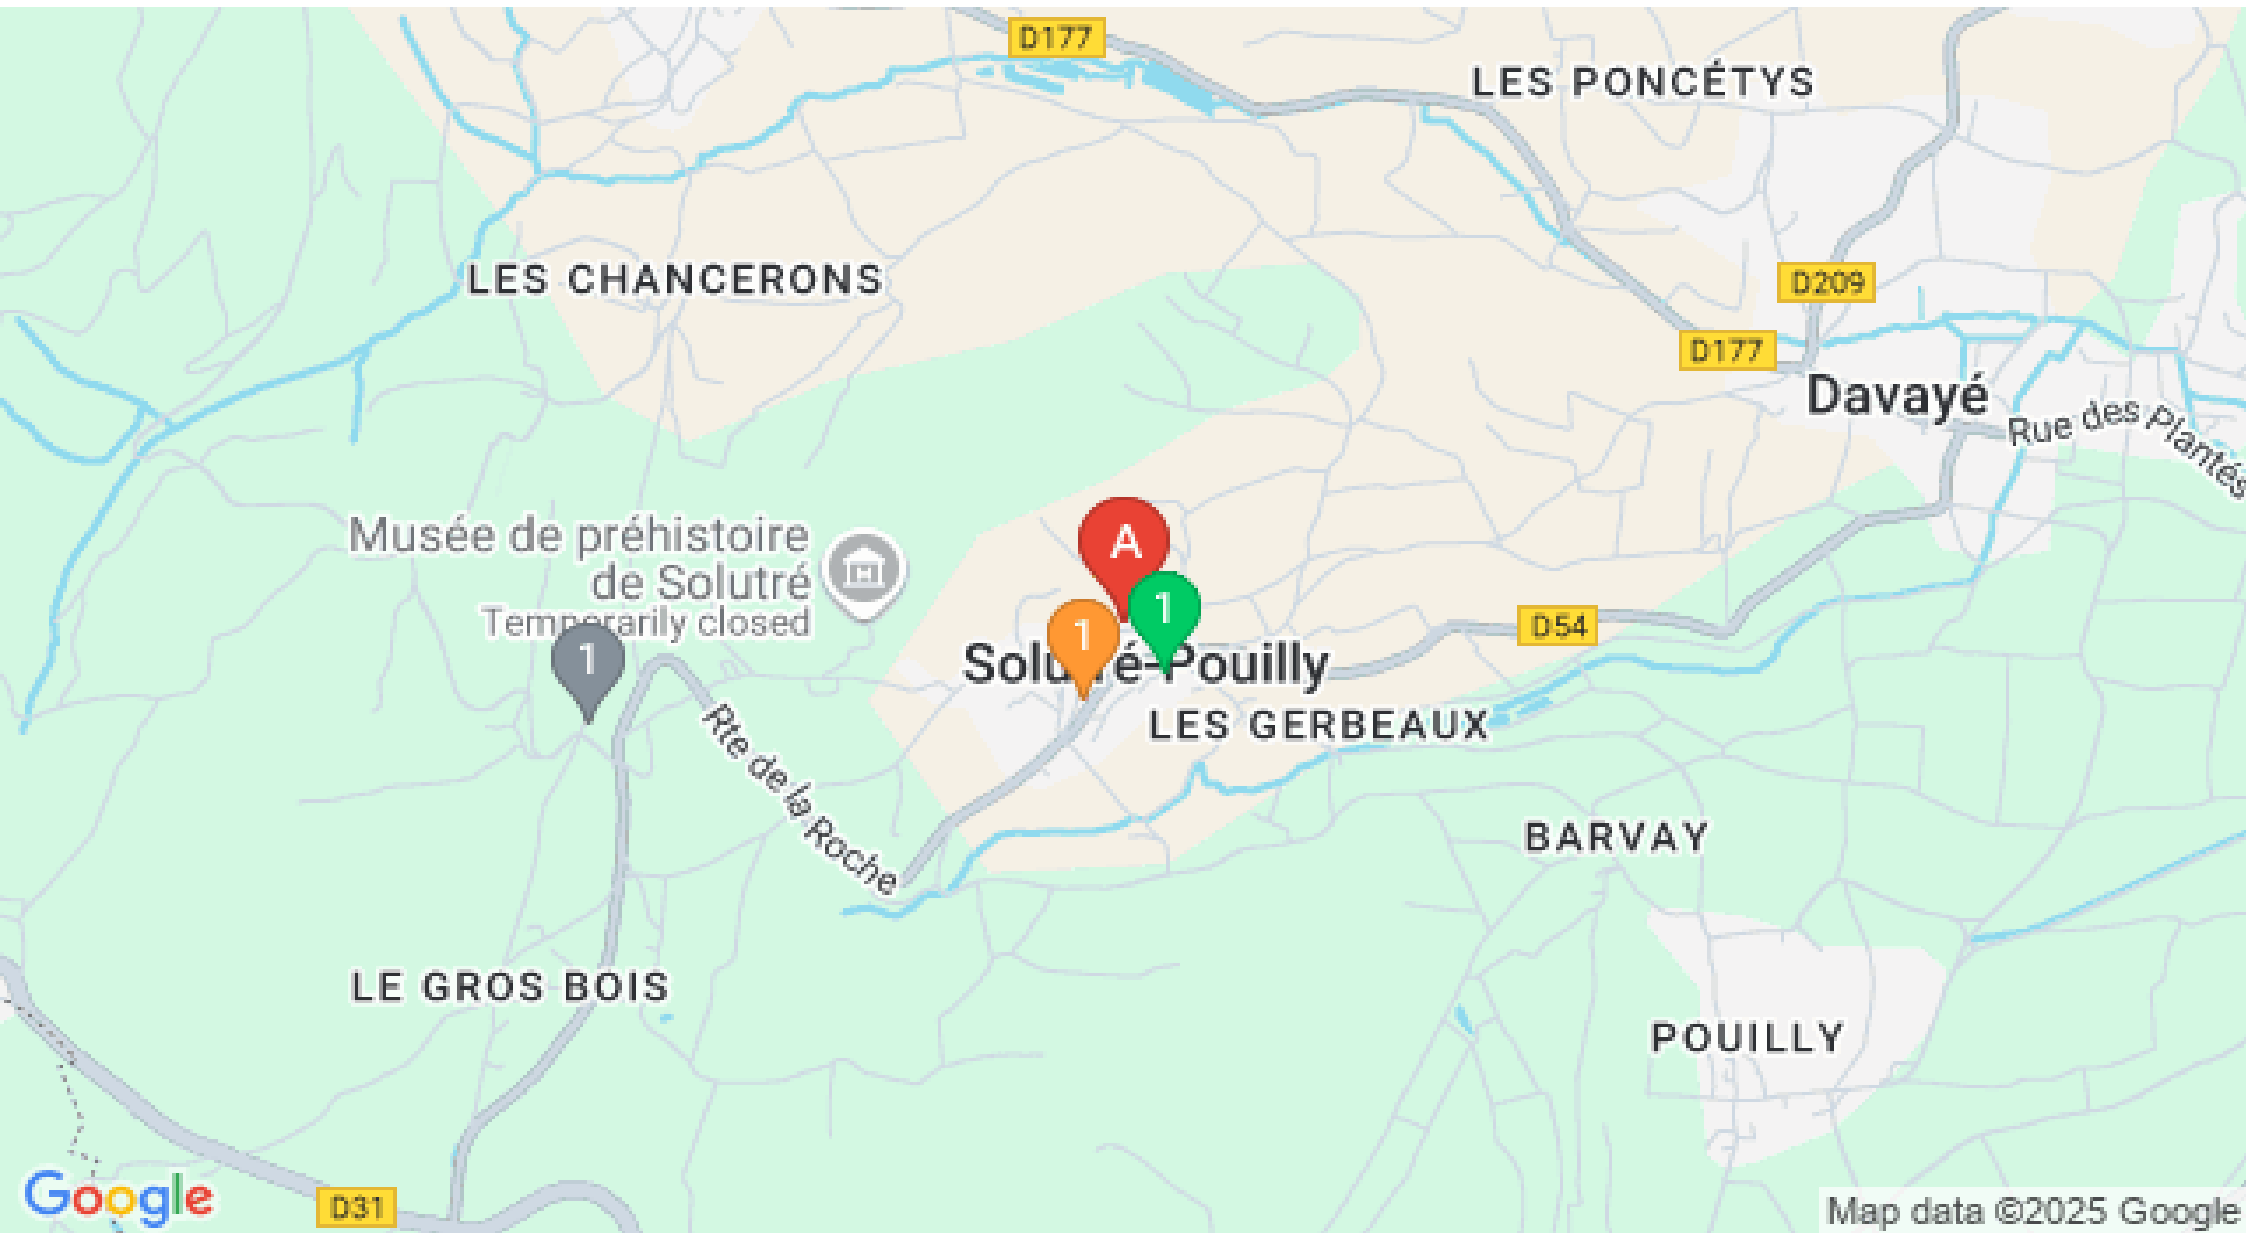 D177
LES PONCÉTYS
LES CHANCERONS
D209
D177
Davayé
Rue des Plantés
Musée de préhistoire
de Solutré
Temporarily closed
A
1
1
1
D54
Solutré-Pouilly
LES GERBEAUX
Rte de la Roche
BARVAY
LE GROS BOIS
POUILLY
D31
Google
Map data ©2025 Google